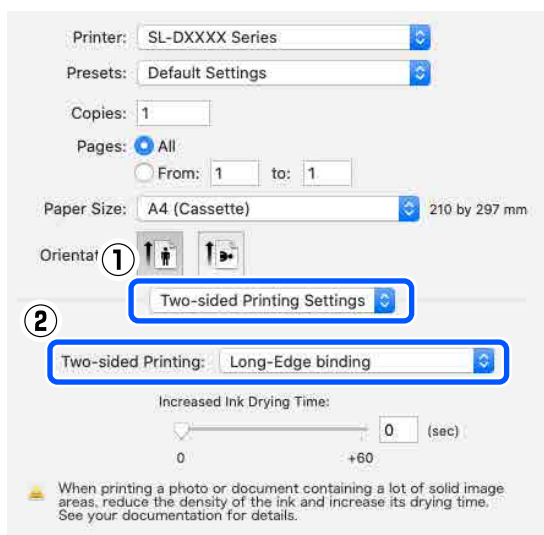 Printer: SL-DXXXX Series
Presets: Default Settings
Copies: 1
Pages: All
From: 1 to: 1
Paper Size: A4 (Cassette) 210 by 297 mm
Orientat
1
Two-sided Printing Settings
2
Two-sided Printing: Long-Edge binding
Increased Ink Drying Time:
0 (sec)
0 +60
When printing a photo or document containing a lot of solid image
areas, reduce the density of the ink and increase its drying time.
See your documentation for details.